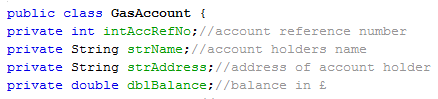 public class GasAccount {
private int intAccRefNo;//account reference number
private String strName;//account holders name
private String strAddress;//address of account holder
private double dblBalance;//balance in £